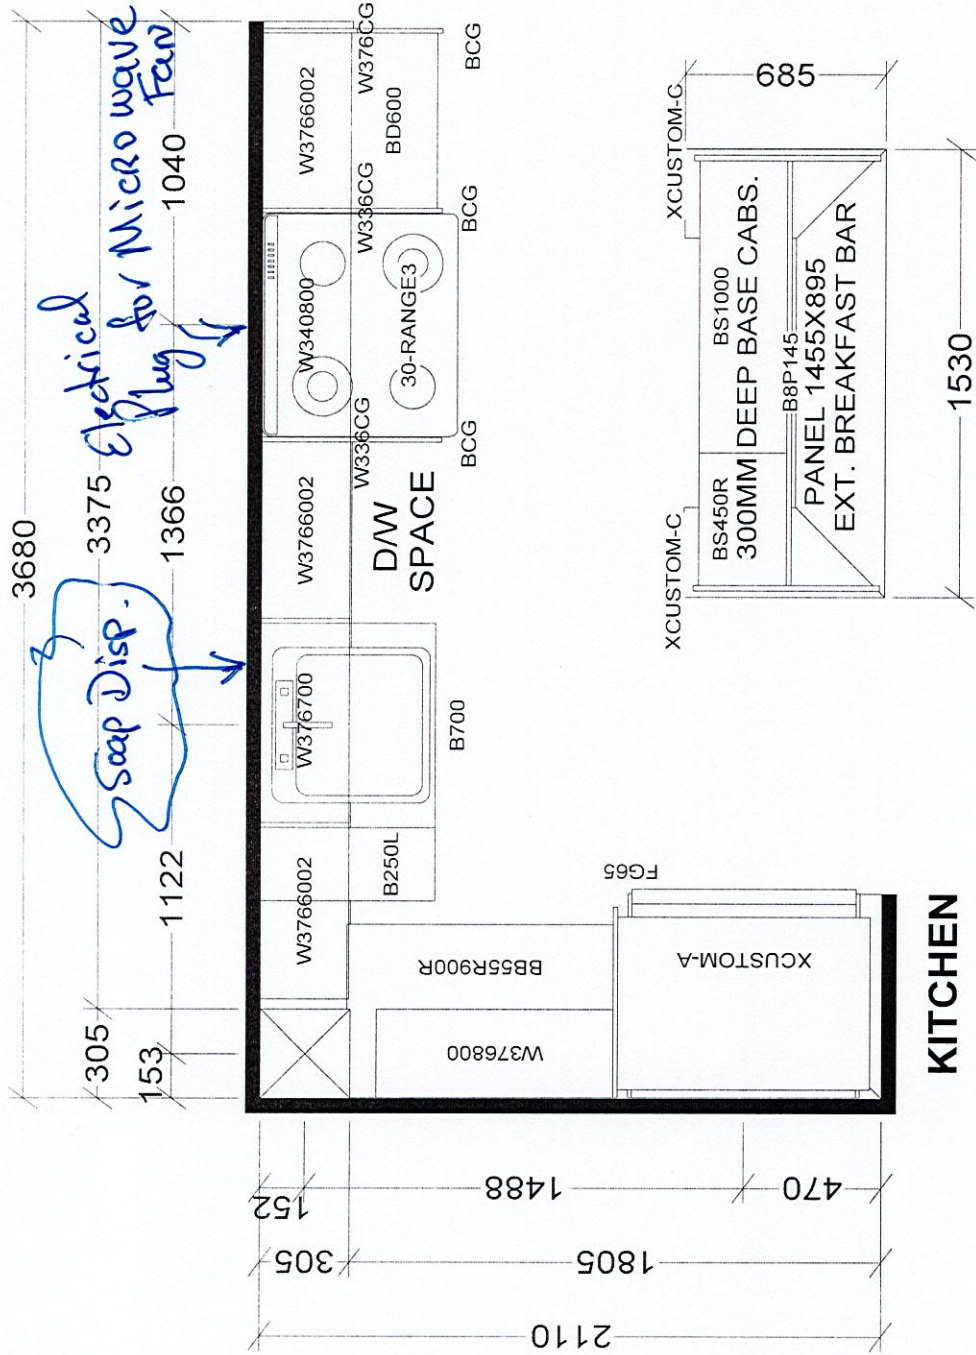 3680
305
3375
Electrical
Plug for Microwave
Fan
Soap Disp.
153
1122
1366
1040
W3766002
W376700
W3766002
W340800
W3766002
W336CG
W336CG
W376CG
B250L
D/W
SPACE
30-RANGE3
BD600
B700
BCG
BCG
BCG
152
305
2110
1488
1805
470
W376800
BB55R900R
XCUSTOM-A
FG65
XCUSTOM-C
XCUSTOM-C
BS450R
BS1000
300MM DEEP BASE CABS.
B8P145
PANEL 1455X895
EXT. BREAKFAST BAR
685
1530
KITCHEN